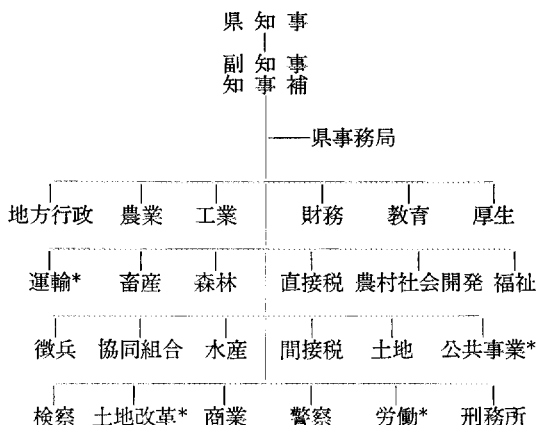 県知事
副知事
知事補
県事務局
地方行政 農業 工業 財務 教育 厚生
運輸* 畜産 森林 直接税 農村社会開発 福祉
徴兵 協同組合 水産 間接税 土地 公共事業*
検察 土地改革* 商業 警察 労働* 刑務所